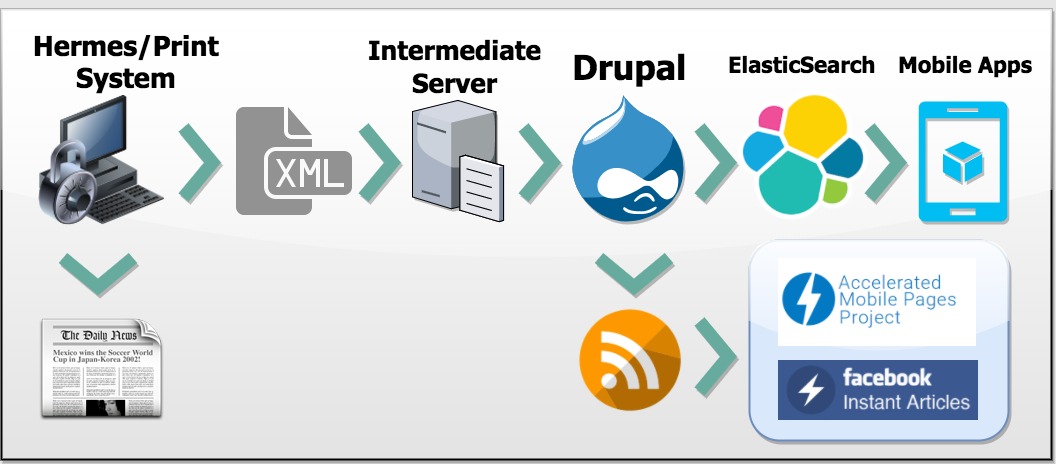 Hermes/Print
System
Intermediate
Server
Drupal
ElasticSearch
Mobile Apps
XML
The Daily News
Mexico wins the Soccer World
Cup in Japan-Korea 2002!
Accelerated
Mobile Pages
Project
facebook
Instant Articles